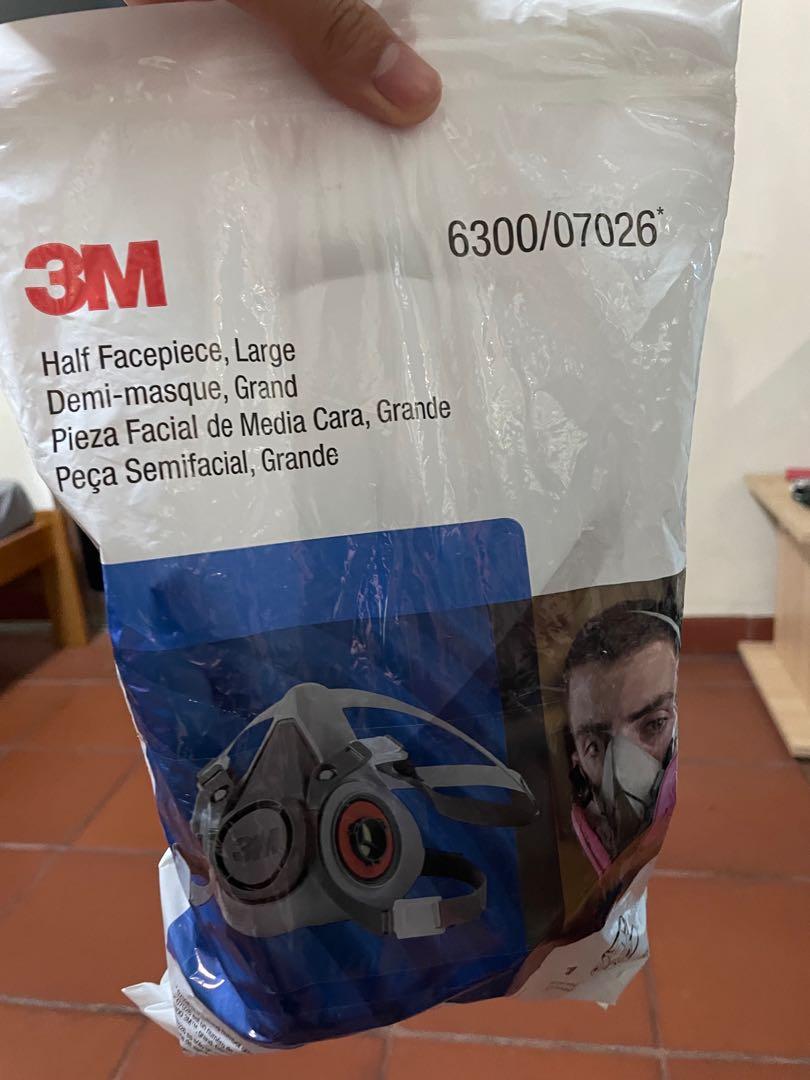 3M
6300/07026*
Half Facepiece, Large
Demi-masque, Grand
Pieza Facial de Media Cara, Grande
Peça Semifacial, Grande
3M